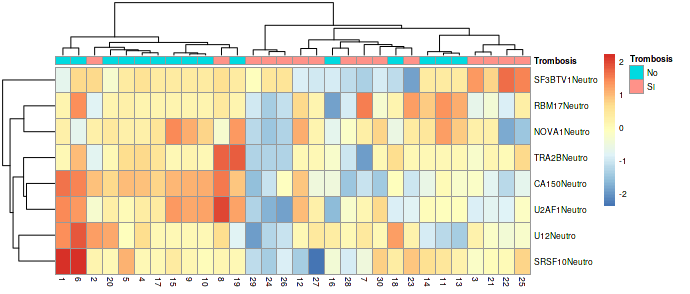 Trombosis
SF3BTV1Neutro
RBM17Neutro
NOVA1Neutro
TRA2BNeutro
CA150Neutro
U2AF1Neutro
U12Neutro
SRSF10Neutro
1 6 2 20 5 4 17 15 9 10 8 19 29 24 26 12 27 16 28 7 30 18 23 14 11 13 3 21 22 25
2
1
0
-1
-2
Trombosis
No
SI